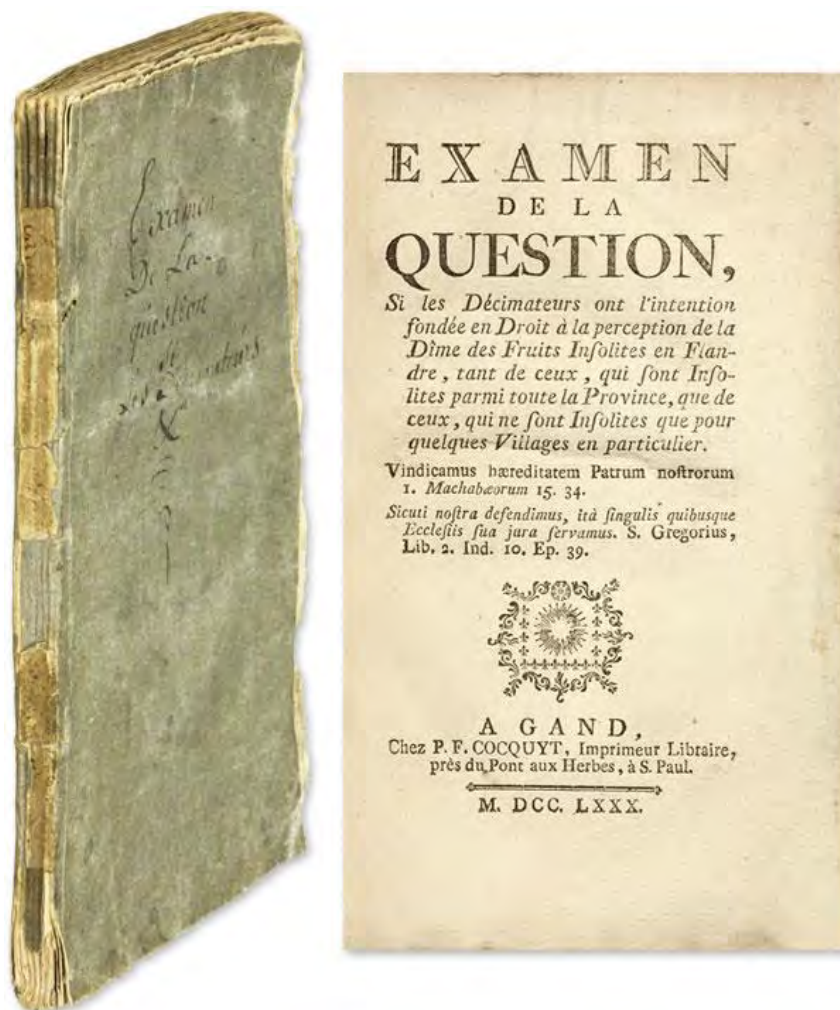 Examen
De La
question
si
Les Décimateurs
EXAMEN
DE LA
QUESTION,
Si les Décimateurs ont l'intention
fondée en Droit à la perception de la
Dîme des Fruits Inſolites en Flan-
dre, tant de ceux, qui ſont Inſo-
lites parmi toute la Province, que de
ceux, qui ne ſont Inſolites que pour
quelques Villages en particulier.
Vindicamus hæreditatem Patrum noſtrorum
1. Machabæorum 15. 34.
Sicuti noſtra defendimus, ità ſingulis quibusque
Eccleſiis ſua jura ſervamus. S. Gregorius,
Lib. 2. Ind. 10. Ep. 39.
A GAND,
Chez P. F. COCQUYT, Imprimeur Libraire,
près du Pont aux Herbes, à S. Paul.
M. DCC. LXXX.